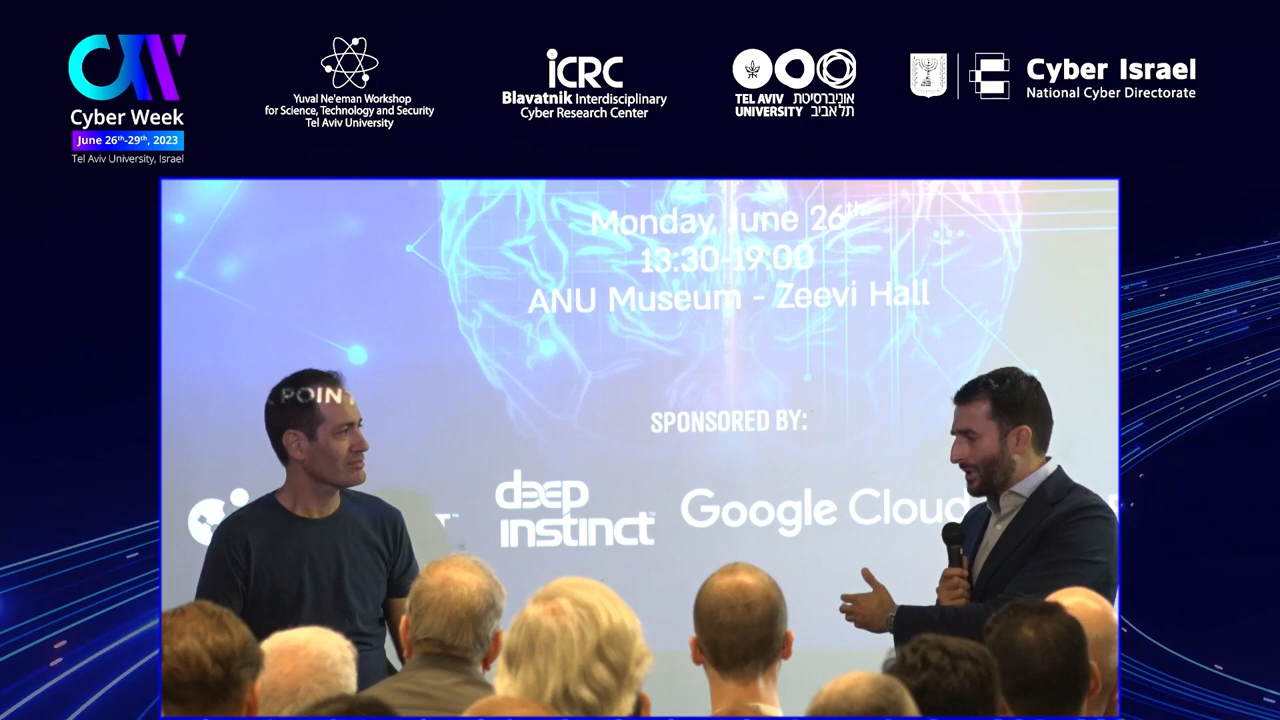 Cyber Week
June 26th-29th, 2023
Tel Aviv University, Israel
Yuval Ne'eman Workshop
for Science, Technology and Security
Tel Aviv University
iCRC
Blavatnik Interdisciplinary
Cyber Research Center
TEL AVIV אוניברסיטת
UNIVERSITY תל אביב
Cyber Israel
National Cyber Directorate
Monday, June 26th
13:30-19:00
ANU Museum - Zeevi Hall
POINT
SPONSORED BY:
deep
instinct™
Google Cloud